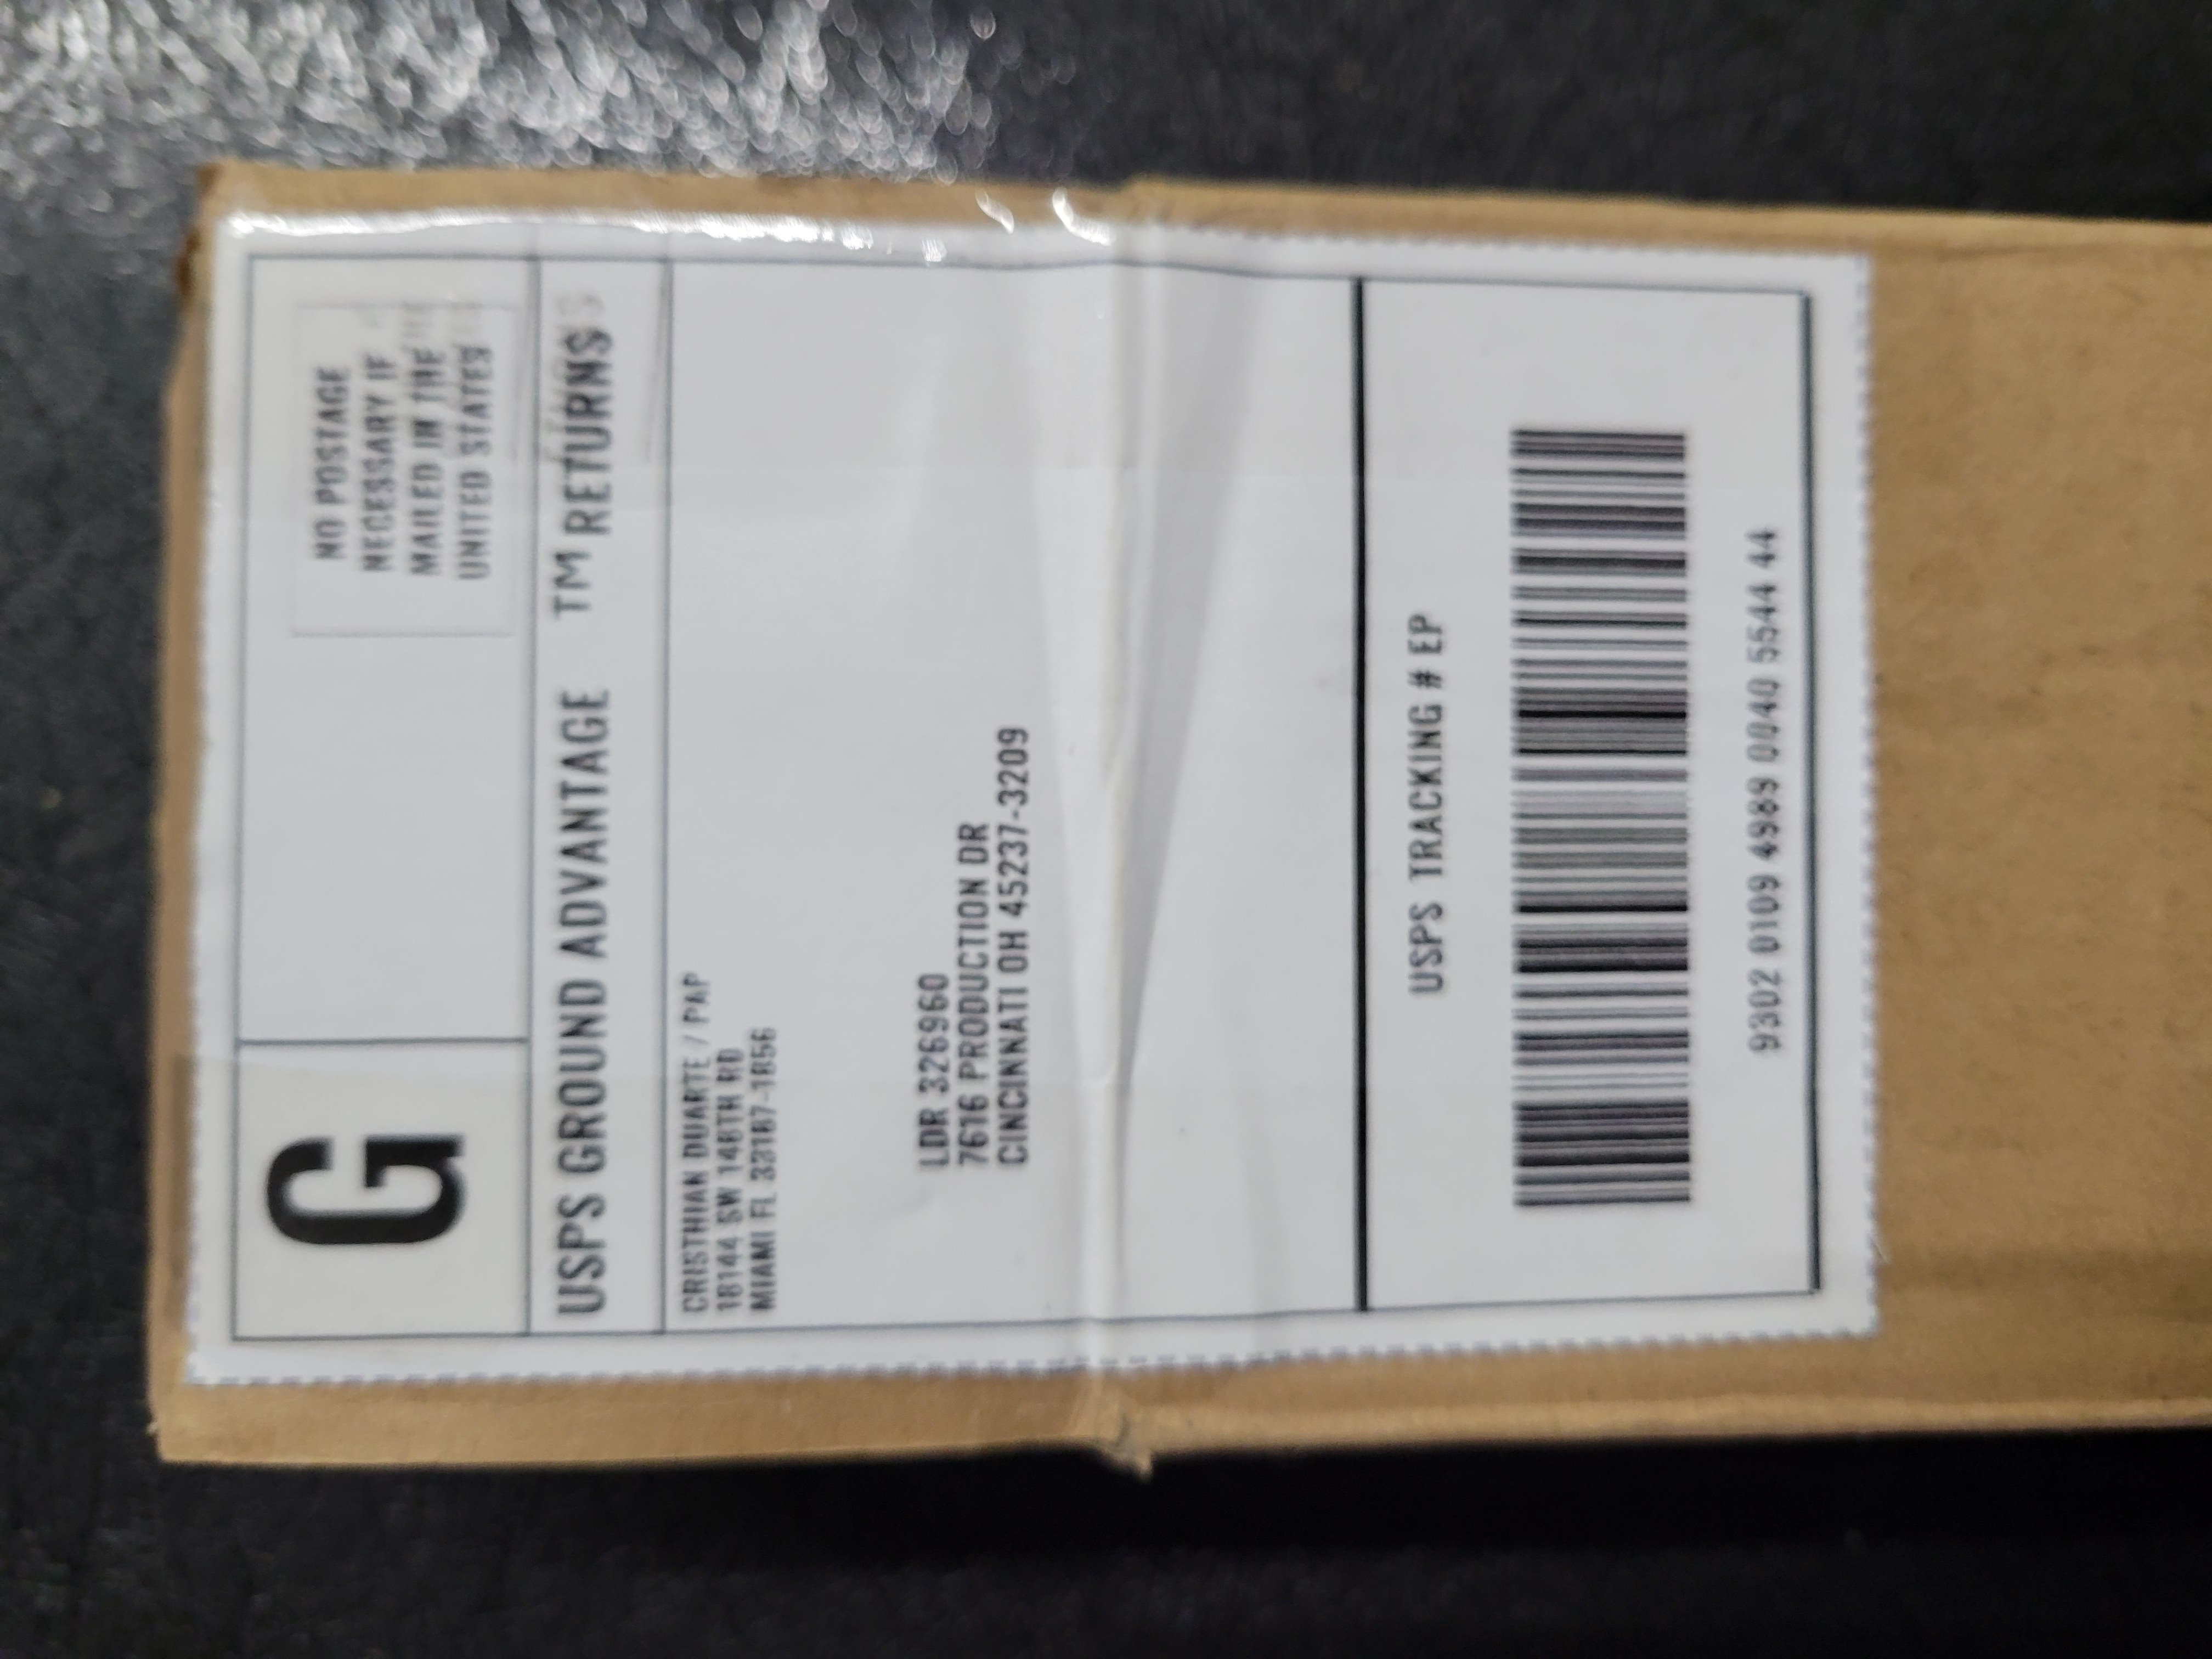 G
NO POSTAGE
NECESSARY IF
MAILED IN THE
UNITED STATES
USPS GROUND ADVANTAGE TM RETURNS
CRISTHIAN DUARTE / PAP
18144 SW 146TH RD
MIAMI FL 33187-1856
LDR 326960
7616 PRODUCTION DR
CINCINNATI OH 45237-3209
USPS TRACKING # EP
9302 0109 4989 0040 5544 44